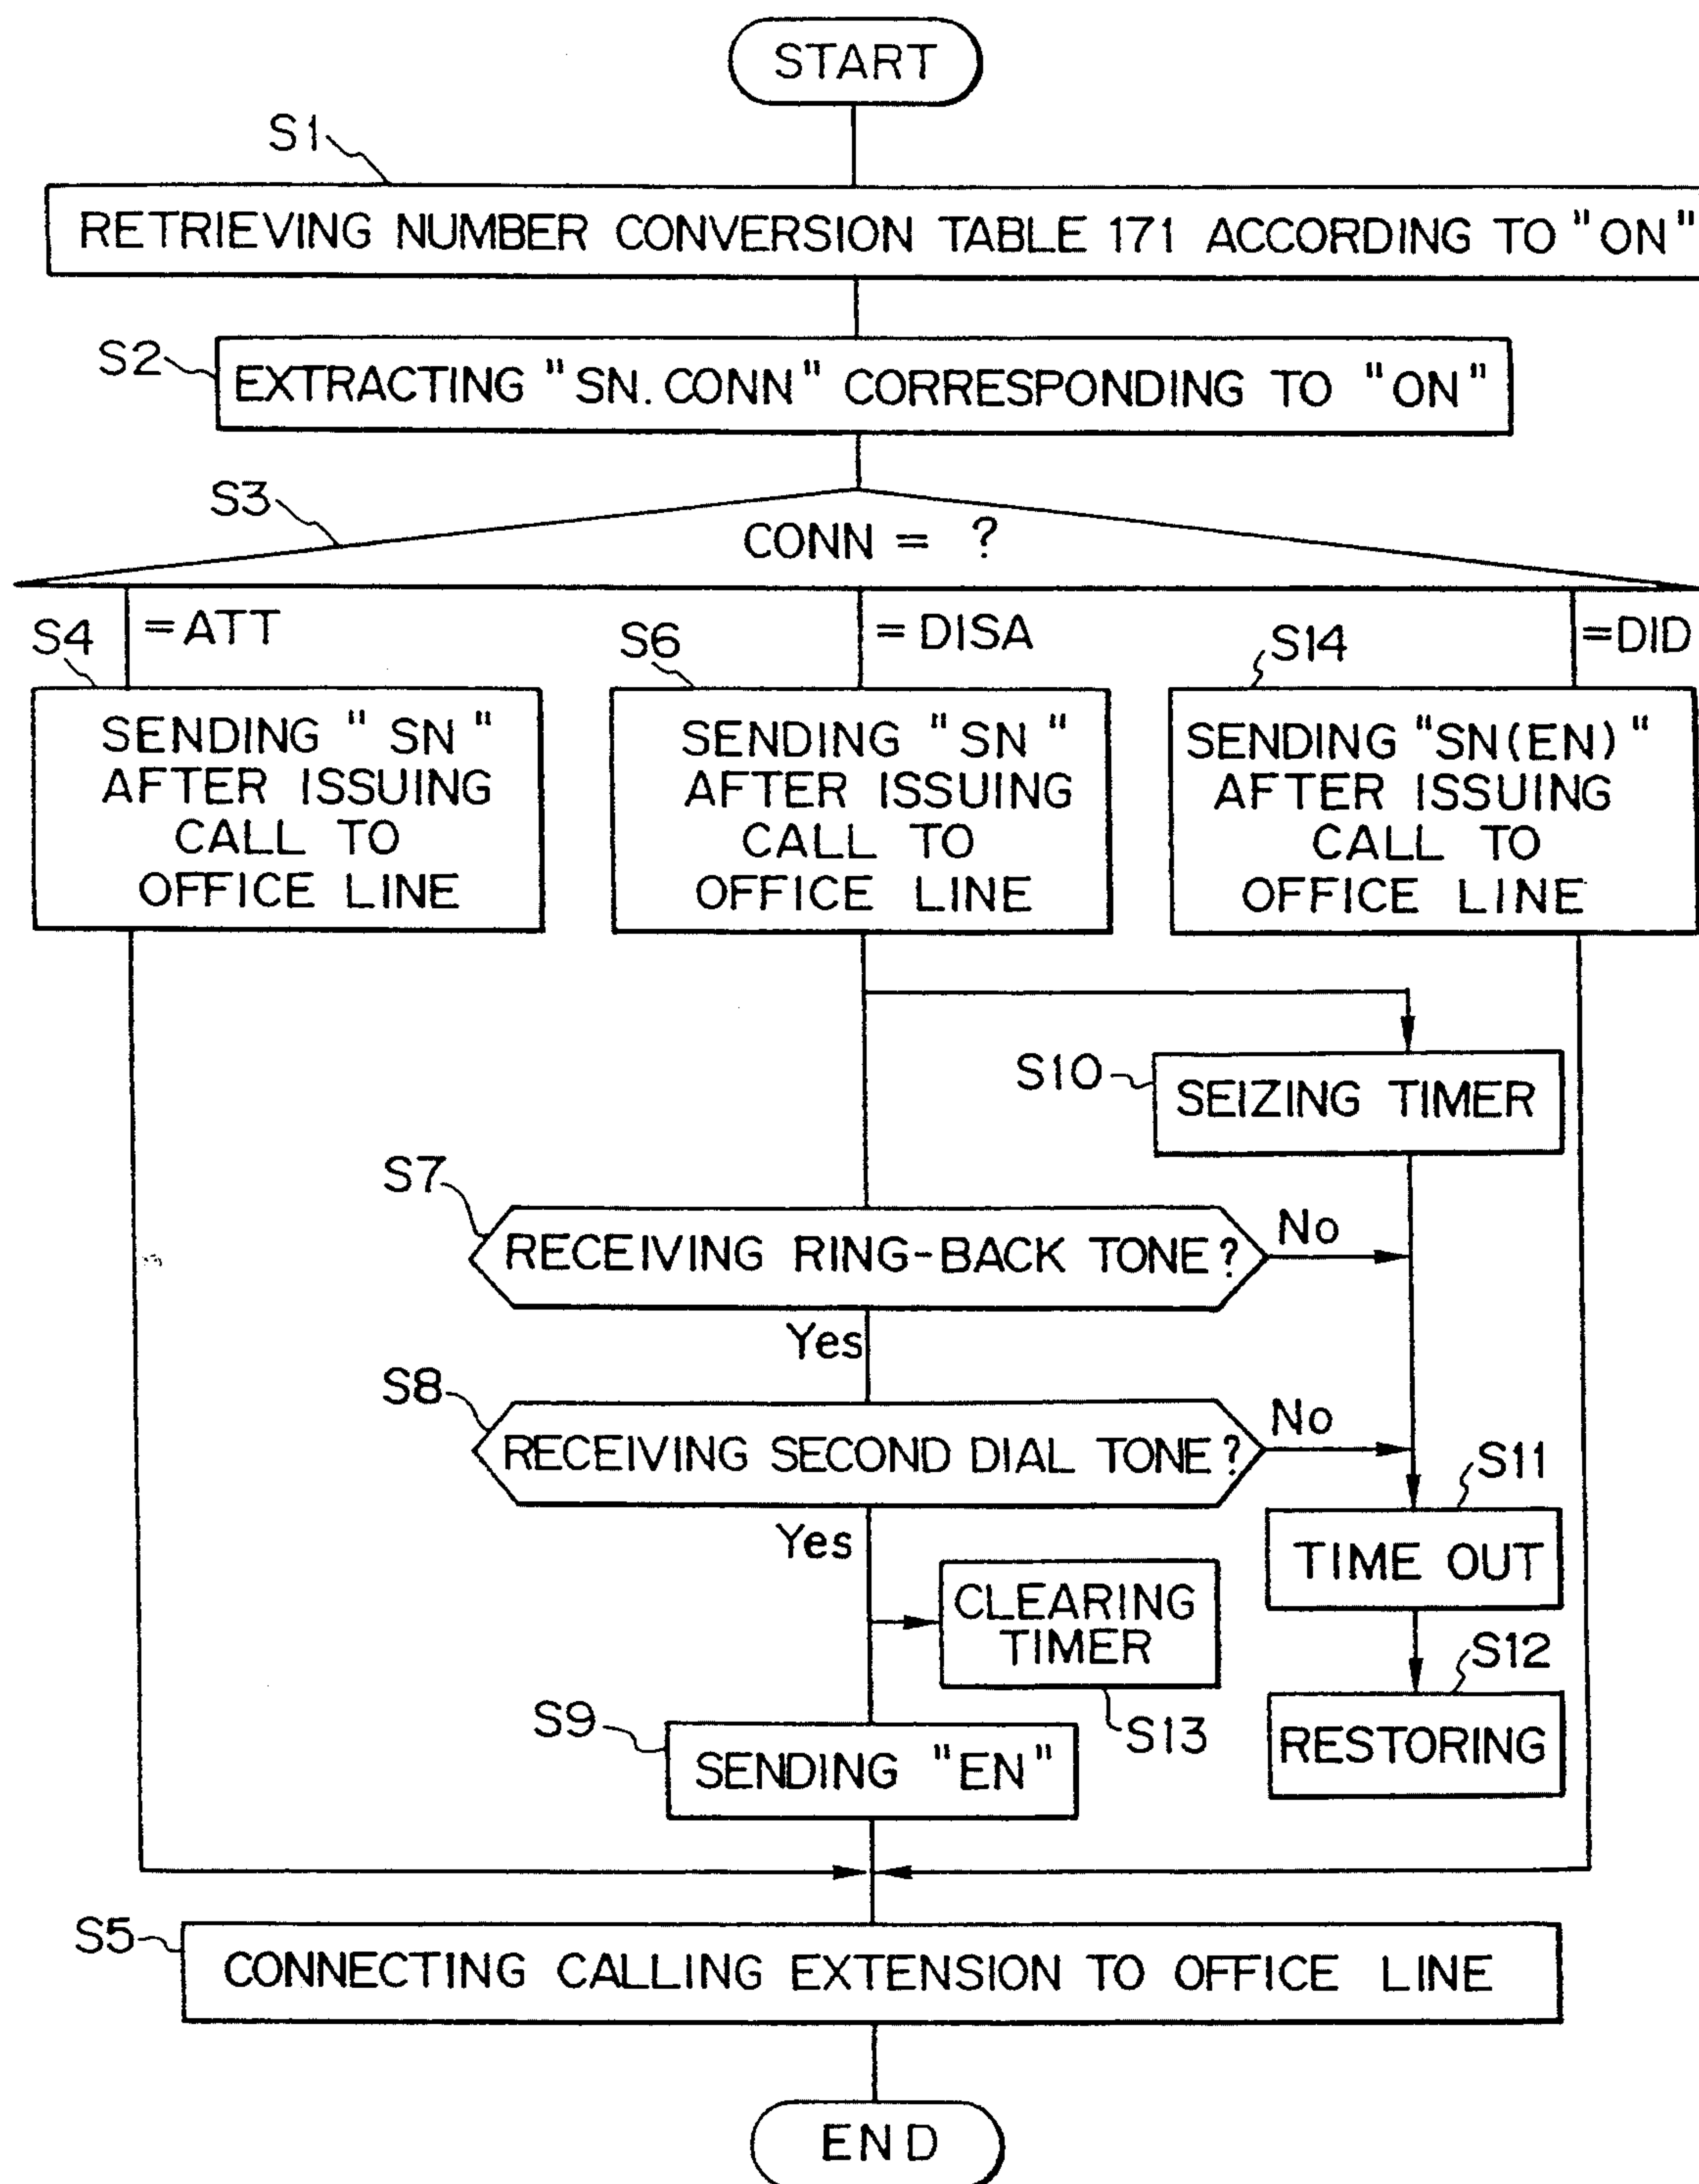 START
S1
RETRIEVING NUMBER CONVERSION TABLE 171 ACCORDING TO "ON"
S2
EXTRACTING "SN.CONN" CORRESPONDING TO "ON"
S3
CONN = ?
=ATT
=DISA
=DID
S4
SENDING "SN"
AFTER ISSUING
CALL TO
OFFICE LINE
S6
SENDING "SN"
AFTER ISSUING
CALL TO
OFFICE LINE
S14
SENDING "SN(EN)"
AFTER ISSUING
CALL TO
OFFICE LINE
S10
SEIZING TIMER
S7
RECEIVING RING-BACK TONE?
No
Yes
S8
RECEIVING SECOND DIAL TONE?
No
Yes
S11
TIME OUT
CLEARING
TIMER
S13
S12
RESTORING
S9
SENDING "EN"
S5
CONNECTING CALLING EXTENSION TO OFFICE LINE
END